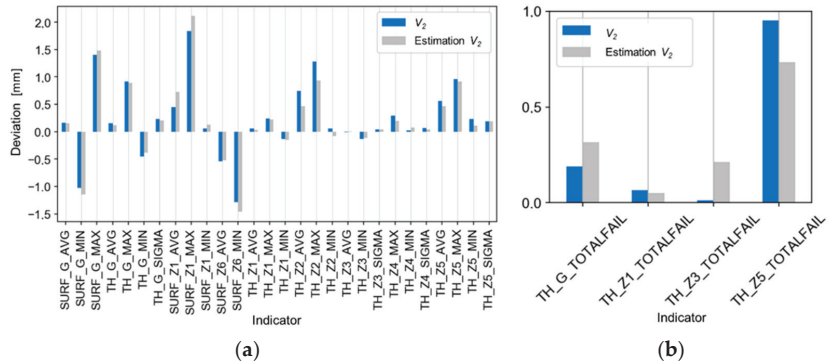 V2
Estimation V2
2.0
1.5
1.0
0.5
0.0
−0.5
−1.0
−1.5
Deviation [mm]
SURF_G_AVG
SURF_G_MIN
SURF_G_MAX
TH_G_AVG
TH_G_MAX
TH_G_MIN
TH_G_SIGMA
SURF_Z1_AVG
SURF_Z1_MAX
SURF_Z1_MIN
SURF_Z6_AVG
SURF_Z6_MIN
TH_Z1_AVG
TH_Z1_MAX
TH_Z1_MIN
TH_Z2_AVG
TH_Z2_MAX
TH_Z2_MIN
TH_Z3_AVG
TH_Z3_MIN
TH_Z3_SIGMA
TH_Z4_MAX
TH_Z4_MIN
TH_Z4_SIGMA
TH_Z5_AVG
TH_Z5_MAX
TH_Z5_MIN
TH_Z5_SIGMA
Indicator
(a)
V2
Estimation V2
1.0
0.5
0.0
TH_G_TOTALFAIL
TH_Z1_TOTALFAIL
TH_Z3_TOTALFAIL
TH_Z5_TOTALFAIL
Indicator
(b)